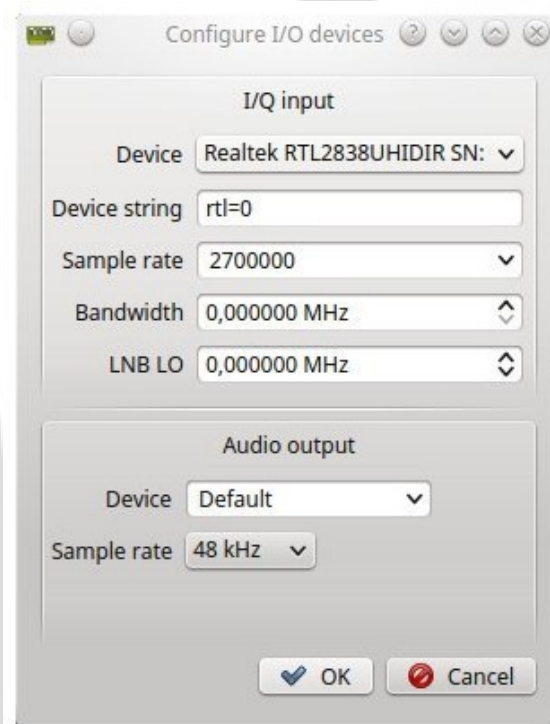 Configure I/O devices
I/Q input
Device Realtek RTL2838UHIDIR SN:
Device string rtl=0
Sample rate 2700000
Bandwidth 0,000000 MHz
LNB LO 0,000000 MHz
Audio output
Device Default
Sample rate 48 kHz
OK Cancel